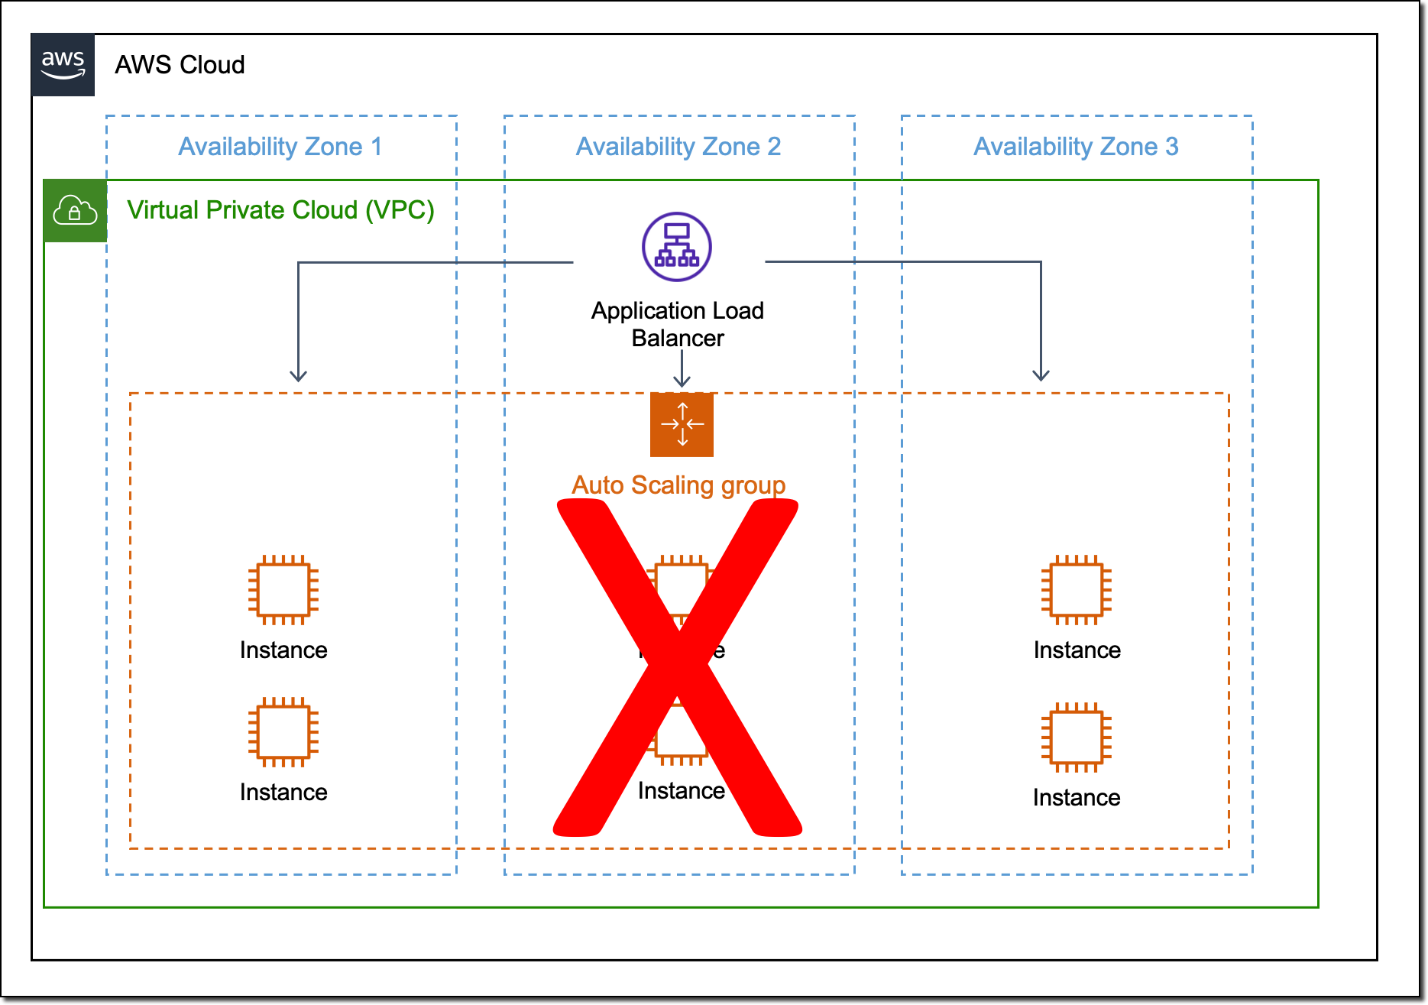 aws
AWS Cloud
Availability Zone 1
Availability Zone 2
Availability Zone 3
Virtual Private Cloud (VPC)
Application Load
Balancer
Auto Scaling group
Instance
Instance
Instance
Instance
Instance